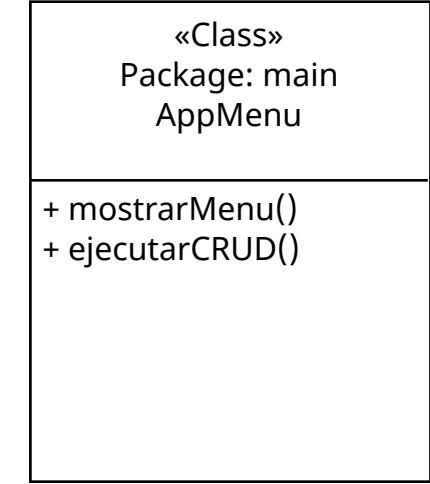 «Class»
Package: main
AppMenu
+ mostrarMenu()
+ ejecutarCRUD()